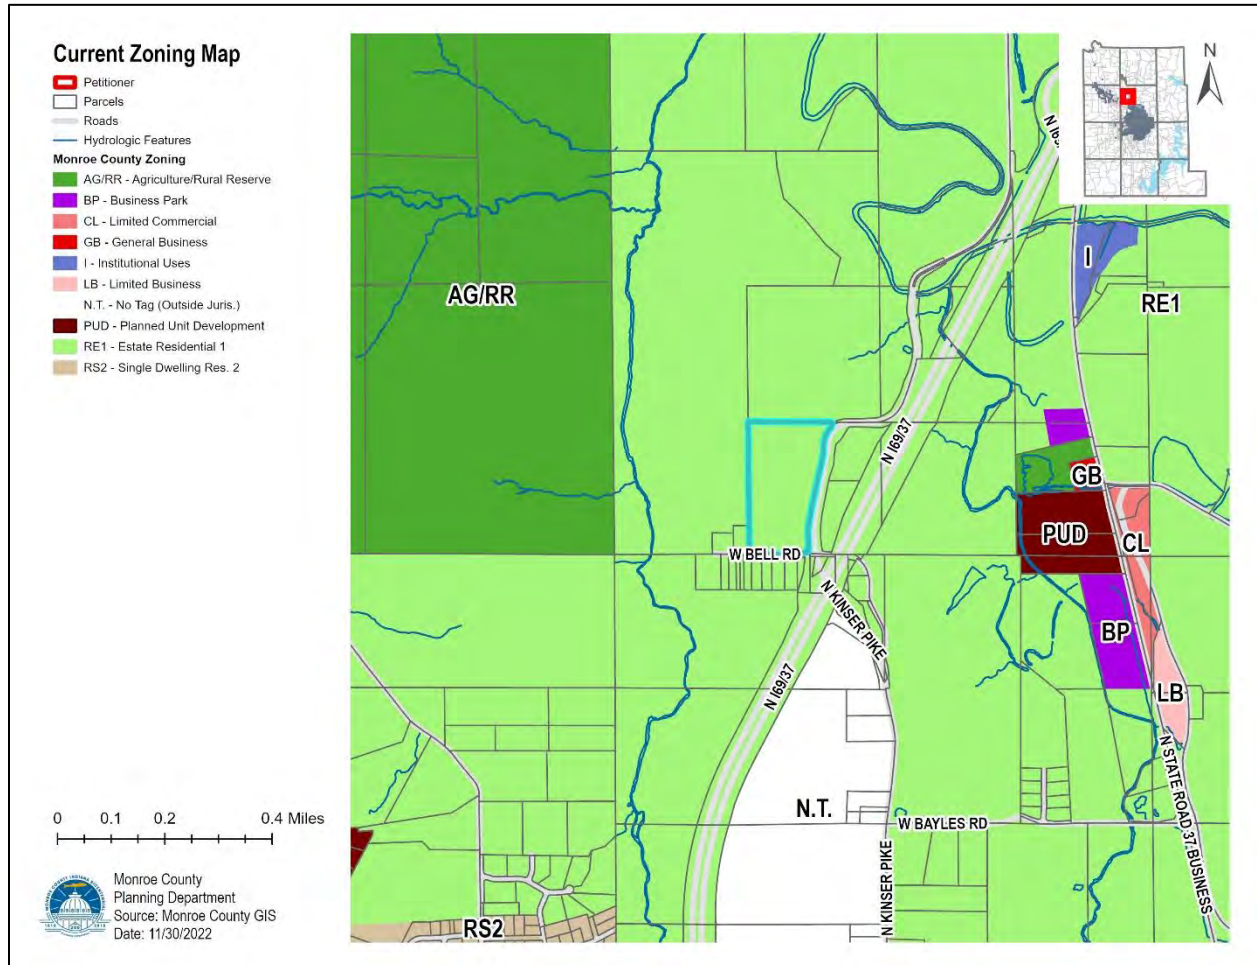 Current Zoning Map
Petitioner
Parcels
Roads
Hydrologic Features
Monroe County Zoning
AG/RR - Agriculture/Rural Reserve
BP - Business Park
CL - Limited Commercial
GB - General Business
I - Institutional Uses
LB - Limited Business
N.T. - No Tag (Outside Juris.)
PUD - Planned Unit Development
RE1 - Estate Residential 1
RS2 - Single Dwelling Res. 2
0 0.1 0.2 0.4 Miles
Monroe County
Planning Department
Source: Monroe County GIS
Date: 11/30/2022
N
I
RE1
AG/RR
N I69/37
GB
PUD
CL
W BELL RD
N KINSER PIKE
BP
N I69/37
LB
N.T.
W BAYLES RD
N STATE ROAD 37 BUSINESS
N KINSER PIKE
RS2